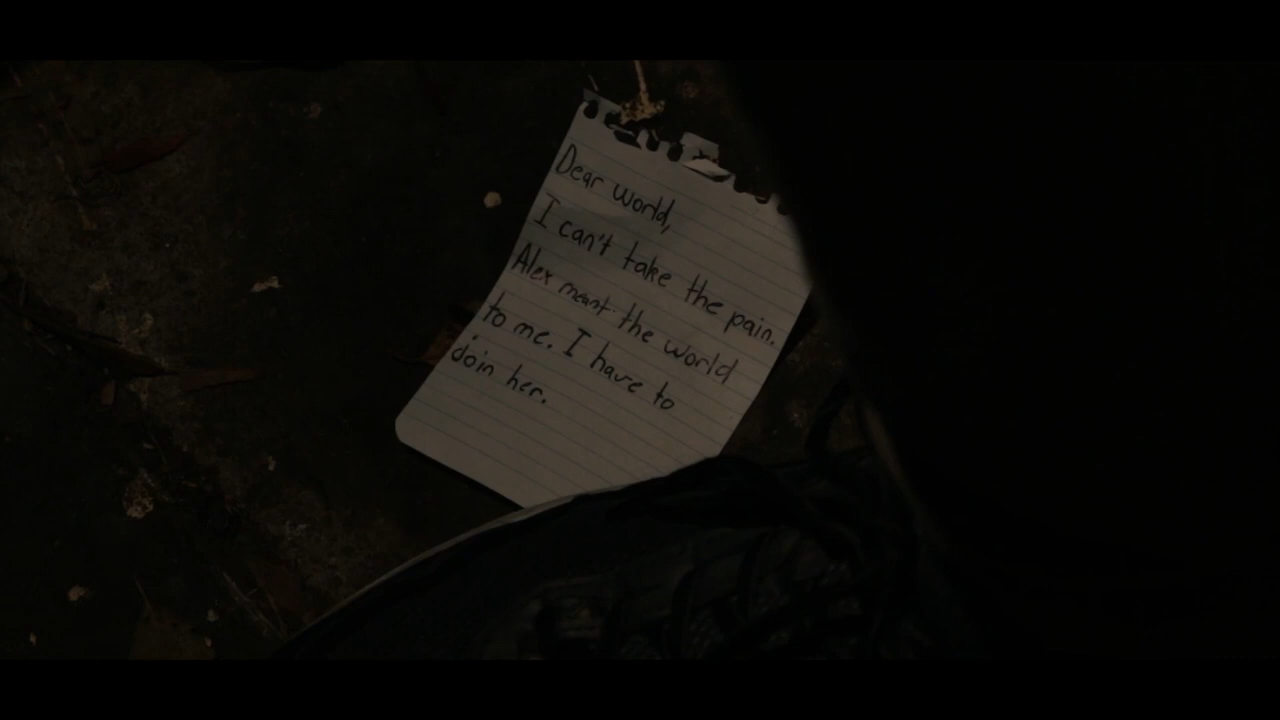 Dear world,
I can't take the pain.
Alex meant the world
to me. I have to
join her.